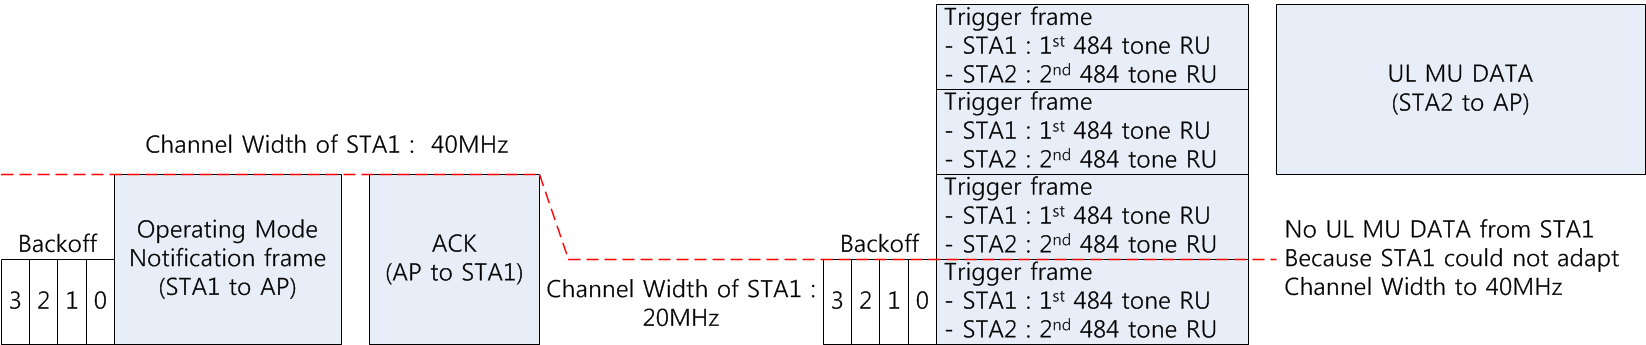 Channel Width of STA1 :  40MHz
Backoff
3 2 1 0
Operating Mode
Notification frame
(STA1 to AP)
ACK
(AP to STA1)
Channel Width of STA1 :
20MHz
Backoff
3 2 1 0
Trigger frame
- STA1 : 1st 484 tone RU
- STA2 : 2nd 484 tone RU
Trigger frame
- STA1 : 1st 484 tone RU
- STA2 : 2nd 484 tone RU
Trigger frame
- STA1 : 1st 484 tone RU
- STA2 : 2nd 484 tone RU
Trigger frame
- STA1 : 1st 484 tone RU
- STA2 : 2nd 484 tone RU
UL MU DATA
(STA2 to AP)
No UL MU DATA from STA1
Because STA1 could not adapt
Channel Width to 40MHz